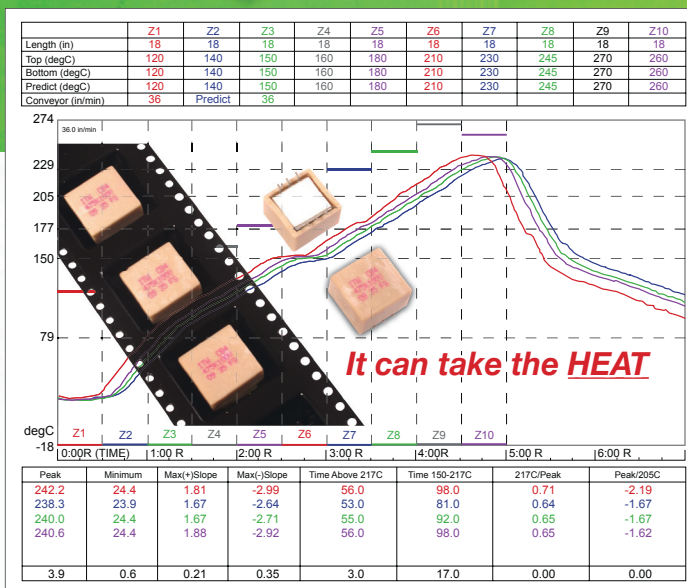 Z1 Z2 Z3 Z4 Z5 Z6 Z7 Z8 Z9 Z10
Length (in) 18 18 18 18 18 18 18 18 18 18
Top (degC) 120 140 150 160 180 210 230 245 270 260
Bottom (degC) 120 140 150 160 180 210 230 245 270 260
Predict (degC) 120 140 150 160 180 210 230 245 270 260
Conveyor (in/min) 36 Predict 36
274
36.0 in/min
229
205
177
150
79
It can take the HEAT
degC
Z1 Z2 Z3 Z4 Z5 Z6 Z7 Z8 Z9 Z10
-18
0:00R (TIME) 1:00 R 2:00 R 3:00 R 4:00R 5:00 R 6:00 R
Peak Minimum Max(+)Slope Max(-)Slope Time Above 217C Time 150-217C 217C/Peak Peak/205C
242.2 24.4 1.81 -2.99 56.0 98.0 0.71 -2.19
238.3 23.9 1.67 -2.64 53.0 81.0 0.64 -1.67
240.0 24.4 1.67 -2.71 55.0 92.0 0.65 -1.67
240.6 24.4 1.88 -2.92 56.0 98.0 0.65 -1.62
3.9 0.6 0.21 0.35 3.0 17.0 0.00 0.00